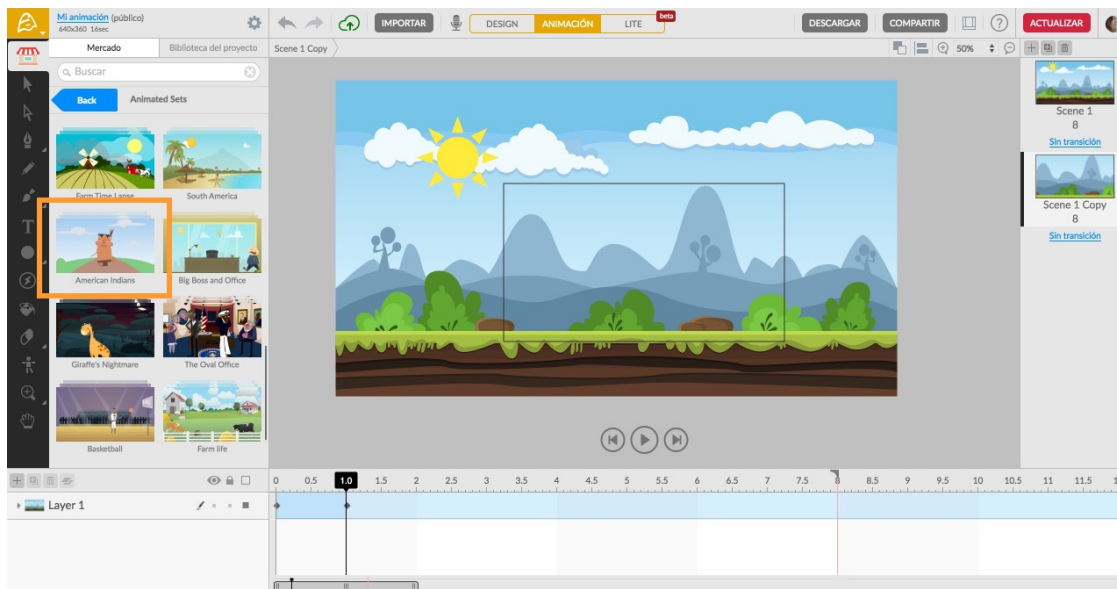 Mi animación (público)
640x360 16sec
IMPORTAR
DESIGN
ANIMACIÓN
LITE
beta
DESCARGAR
COMPARTIR
?
ACTUALIZAR
Mercado
Biblioteca del proyecto
Scene 1 Copy
50%
Buscar
Back
Animated Sets
Farm Time Lapse
South America
American Indians
Big Boss and Office
Giraffe's Nightmare
The Oval Office
Basketball
Farm life
Scene 1
8
Sin transición
Scene 1 Copy
8
Sin transición
0 0.5 1.0 1.5 2 2.5 3 3.5 4 4.5 5 5.5 6 6.5 7 7.5 8 8.5 9 9.5 10 10.5 11 11.5
Layer 1